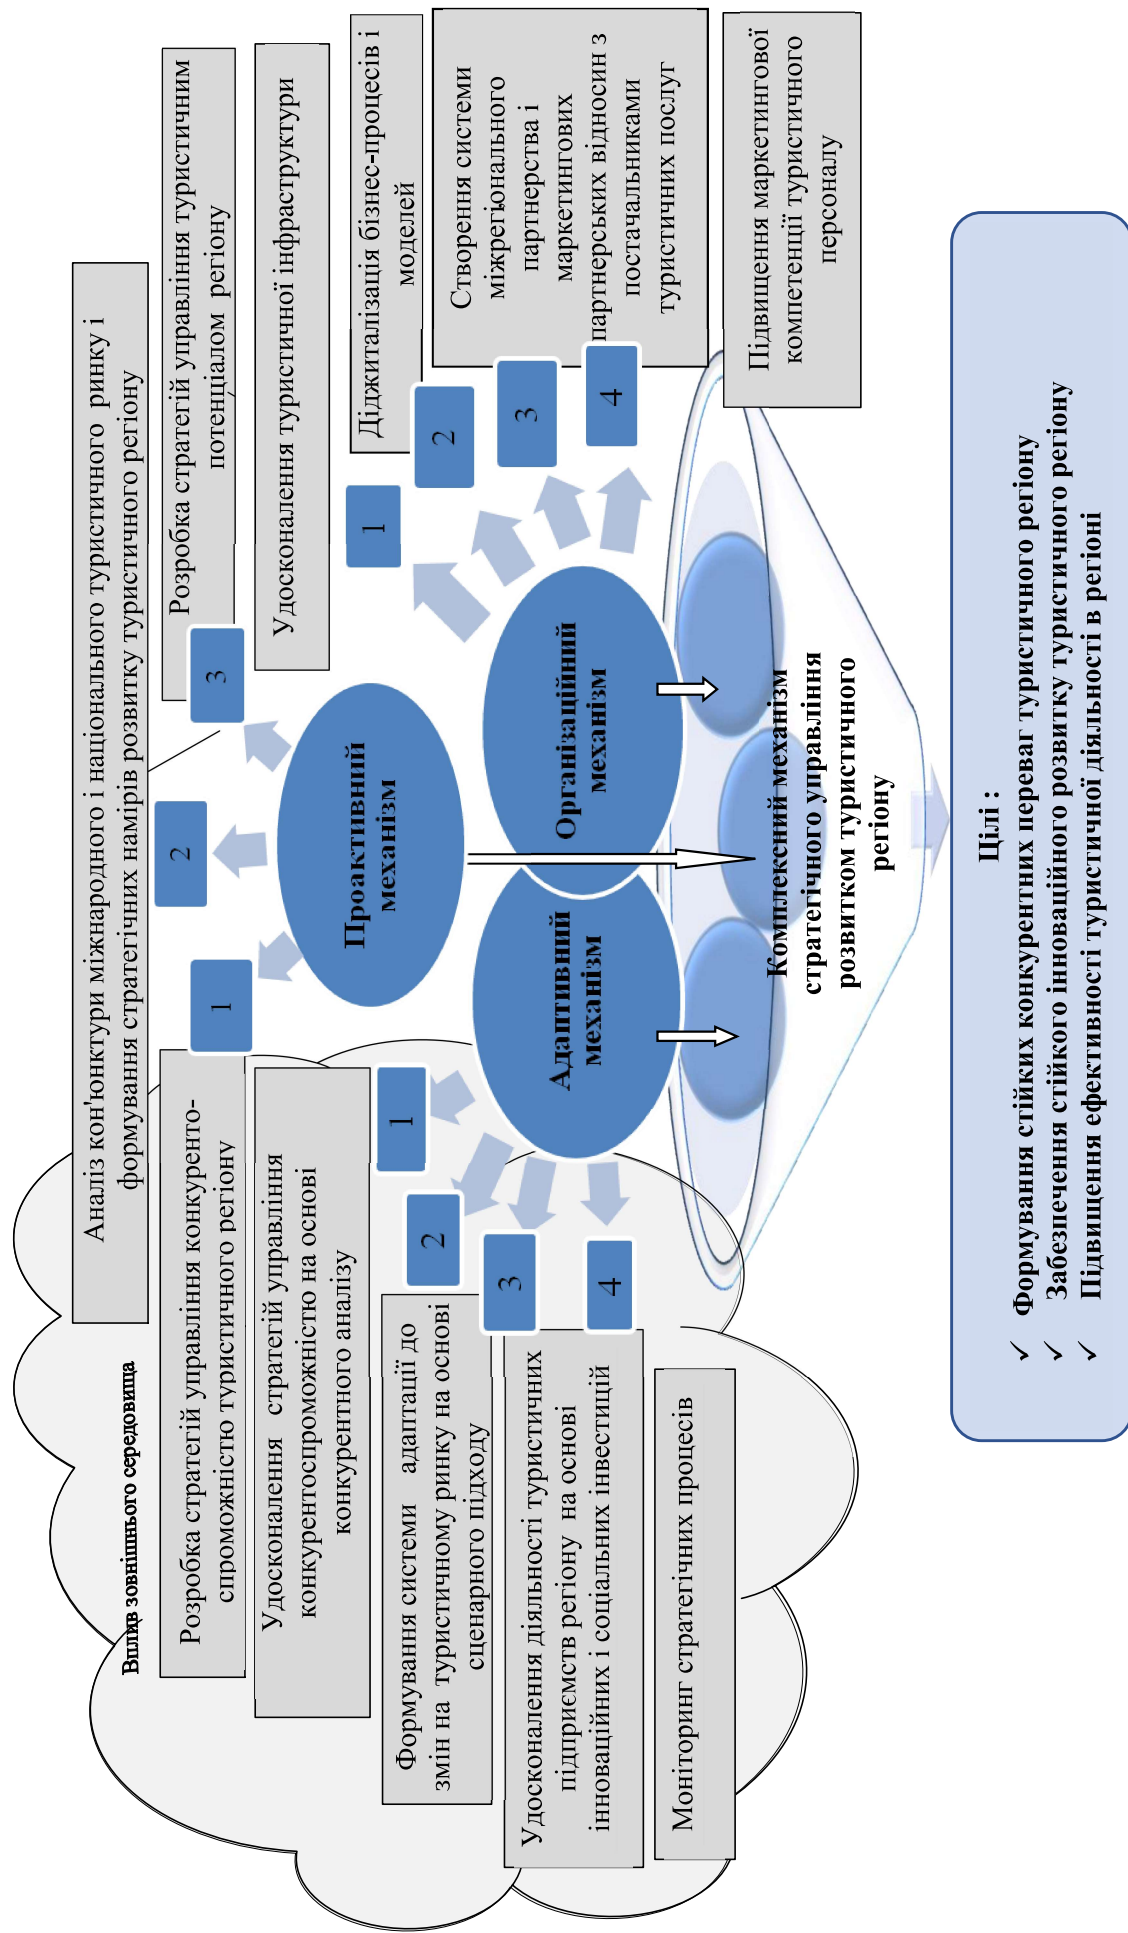 Аналіз кон'юнктури міжнародного і національного туристичного ринку і
формування стратегічних намірів розвитку туристичного регіону
Вплив зовнішнього середовища
Розробка стратегій управління конкуренто-
спроможністю туристичного регіону
1
2
3
Розробка стратегій управління туристичним
потенціалом регіону
Проактивний
механізм
Удосконалення стратегій управління
конкурентоспроможністю на основі
конкурентного аналізу
1
Формування системи адаптації до
змін на туристичному ринку на основі
сценарного підходу
2
Удосконалення діяльності туристичних
підприємств регіону на основі
інноваційних і соціальних інвестицій
3
Моніторинг стратегічних процесів
4
Адаптивний
механізм
Організаційний
механізм
Удосконалення туристичної інфраструктури
1
Діджиталізація бізнес-процесів і
моделей
2
Створення системи
міжрегіонального
партнерства і
маркетингових
партнерських відносин з
постачальниками
туристичних послуг
3
Підвищення маркетингової
компетенції туристичного
персоналу
4
Комплексний механізм
стратегічного управління
розвитком туристичного
регіону
Цілі :
✓ Формування стійких конкурентних переваг туристичного регіону
✓ Забезпечення стійкого інноваційного розвитку туристичного регіону
✓ Підвищення ефективності туристичної діяльності в регіоні